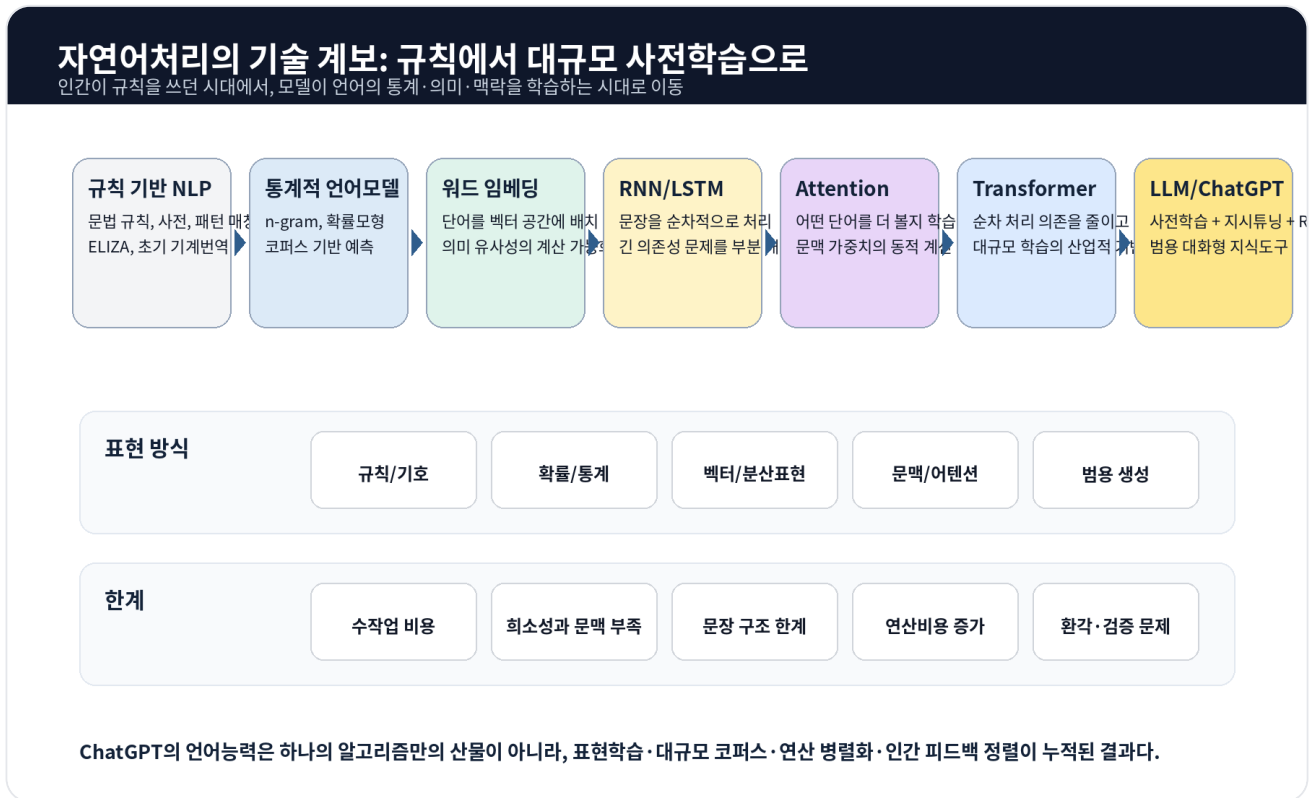 자연어처리의 기술 계보: 규칙에서 대규모 사전학습으로
인간이 규칙을 쓰던 시대에서, 모델이 언어의 통계·의미·맥락을 학습하는 시대로 이동
규칙 기반 NLP
문법 규칙, 사전, 패턴
ELIZA, 초기 기계번역
통계적 언어모델
n-gram, 확률모형
코퍼스 기반 예측
워드 임베딩
단어를 벡터 공간에 배치
의미 유사성의 계산
RNN/LSTM
문장을 순차적으로 처리
긴 의존성 문제를 부분
Attention
어떤 단어를 더 볼지 학습
문맥 가중치의 동적 계산
Transformer
순차 처리 의존을 줄이고
대규모 학습의 산업적
LLM/ChatGPT
사전학습 + 지시튜닝 +
범용 대화형 지식도구
표현 방식
규칙/기호
확률/통계
벡터/분산표현
문맥/어텐션
범용 생성
한계
수작업 비용
희소성과 문맥 부족
문장 구조 한계
연산비용 증가
환각·검증 문제
ChatGPT의 언어능력은 하나의 알고리즘만의 산물이 아니라, 표현학습·대규모 코퍼스·연산 병렬화·인간 피드백 정렬이 누적된 결과다.